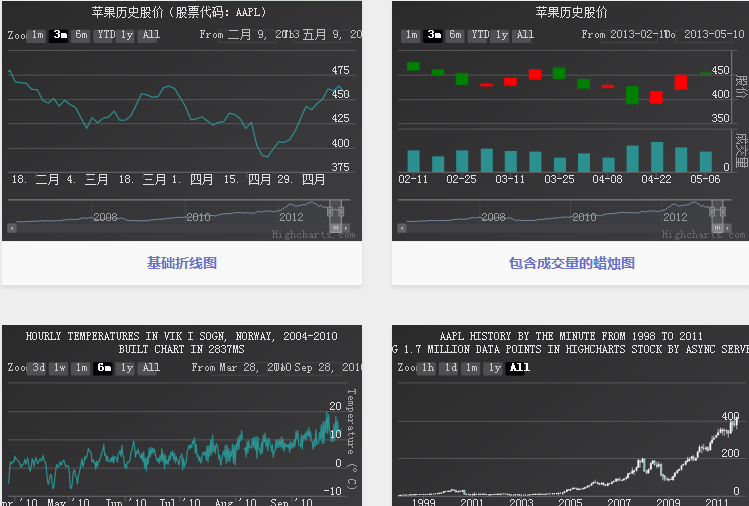 苹果历史股价（股票代码：AAPL）
Zoo 1m 3m 6m YTD 1y All From 二月 9, 20 To 五月 9, 20
475
450
425
400
375
18. 二月 4. 三月 18. 三月 1. 四月 15. 四月 29. 四月
2008 2010 2012
Highcharts.com
基础折线图
苹果历史股价
Zoo 1m 3m 6m YTD 1y All From 2013-02-10 To 2013-05-10
450
400
350
股价
成交量
0
02-11 02-25 03-11 03-25 04-08 04-22 05-06
2008 2010 2012
Highcharts.com
包含成交量的蜡烛图
HOURLY TEMPERATURES IN VIK I SOGN, NORWAY, 2004-2010
BUILT CHART IN 2837MS
Zoo 3d 1w 1m 6m 1y All From Mar 28, 2010 To Sep 28, 2010
20
10
0
-10
Temperature (°C)
pr '10 May '10 Jun '10 Jul '10 Aug '10 Sep '10
AAPL HISTORY BY THE MINUTE FROM 1998 TO 2011
G 1.7 MILLION DATA POINTS IN HIGHCHARTS STOCK BY ASYNC SERVE
Zoo 1h 1d 1m 1y All
400
200
0
1999 2001 2003 2005 2007 2009 2011